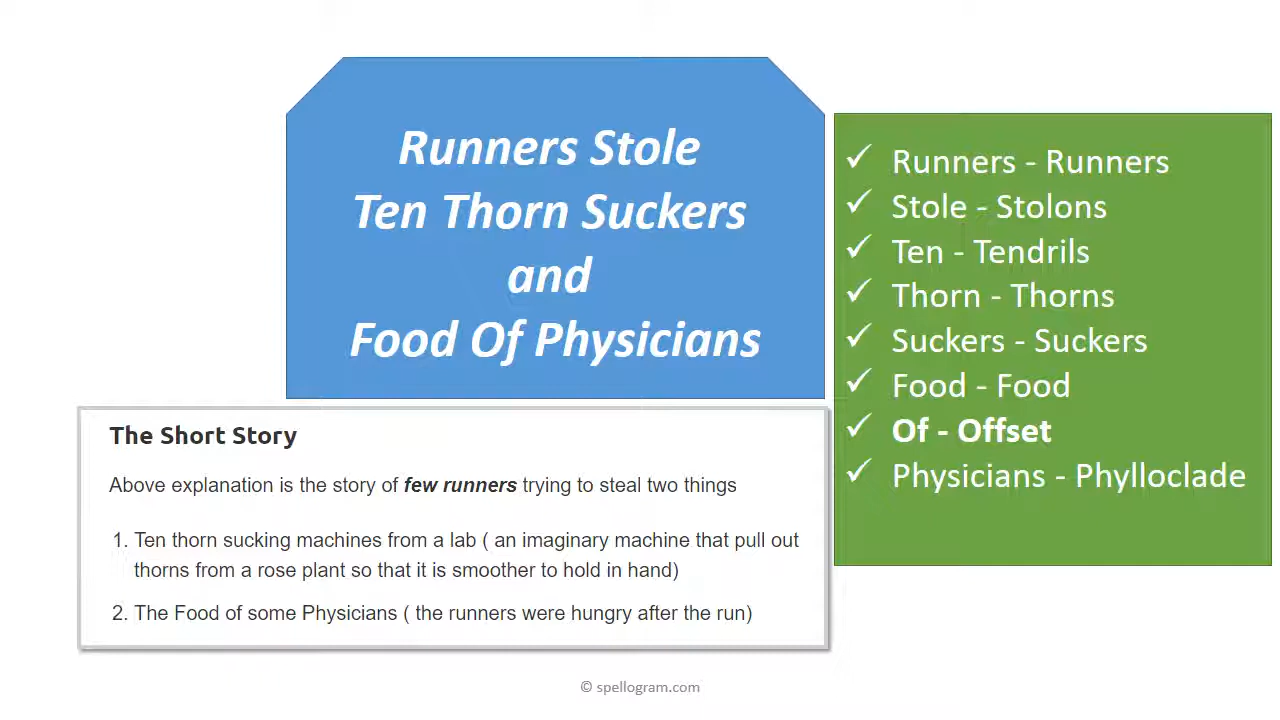 Runners Stole
Ten Thorn Suckers
and
Food Of Physicians
✓ Runners - Runners
✓ Stole - Stolons
✓ Ten - Tendrils
✓ Thorn - Thorns
✓ Suckers - Suckers
✓ Food - Food
✓ Of - Offset
✓ Physicians - Phylloclade
The Short Story
Above explanation is the story of few runners trying to steal two things
1. Ten thorn sucking machines from a lab ( an imaginary machine that pull out
thorns from a rose plant so that it is smoother to hold in hand)
2. The Food of some Physicians ( the runners were hungry after the run)
© spellogram.com